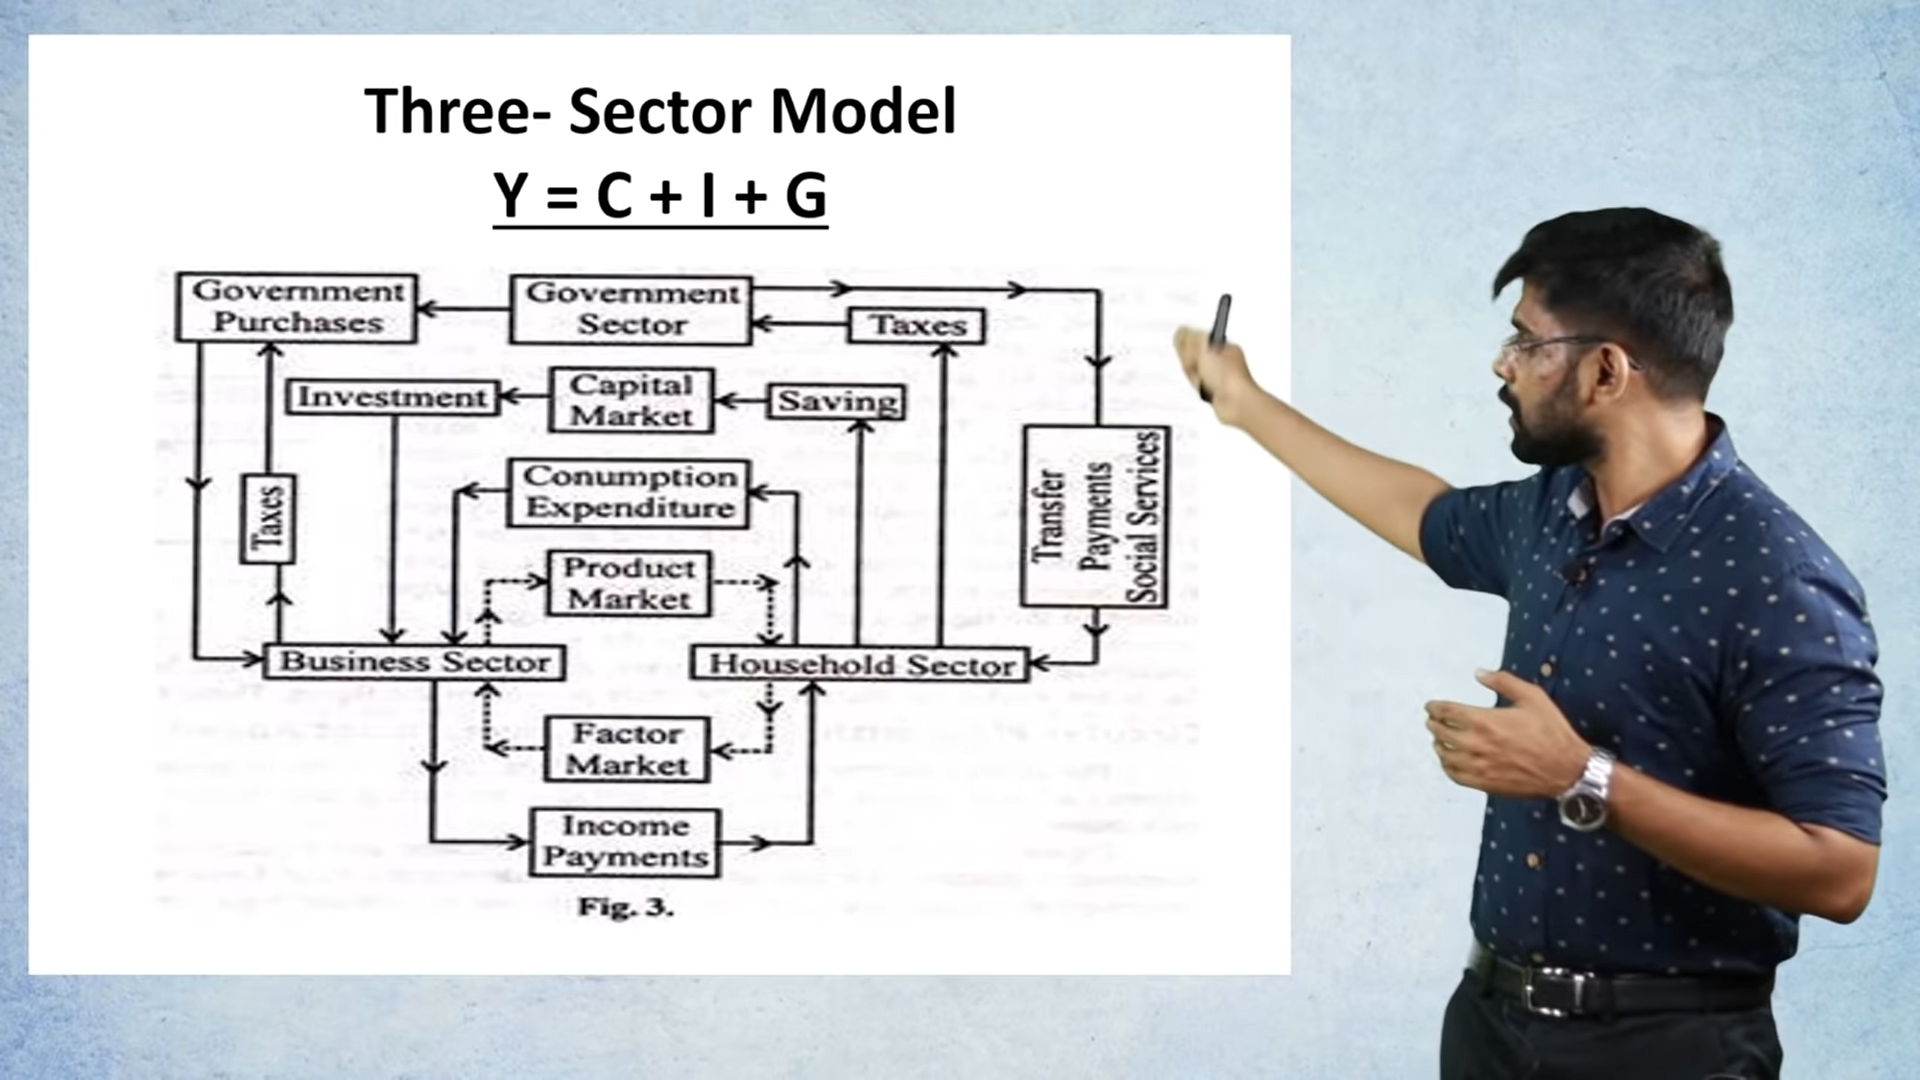 Three- Sector Model
Y = C + I + G
Government
Purchases
Government
Sector
Taxes
Investment
Capital
Market
Saving
Taxes
Conumption
Expenditure
Transfer
Payments
Social Services
Product
Market
Business Sector
Household Sector
Factor
Market
Income
Payments
Fig. 3.